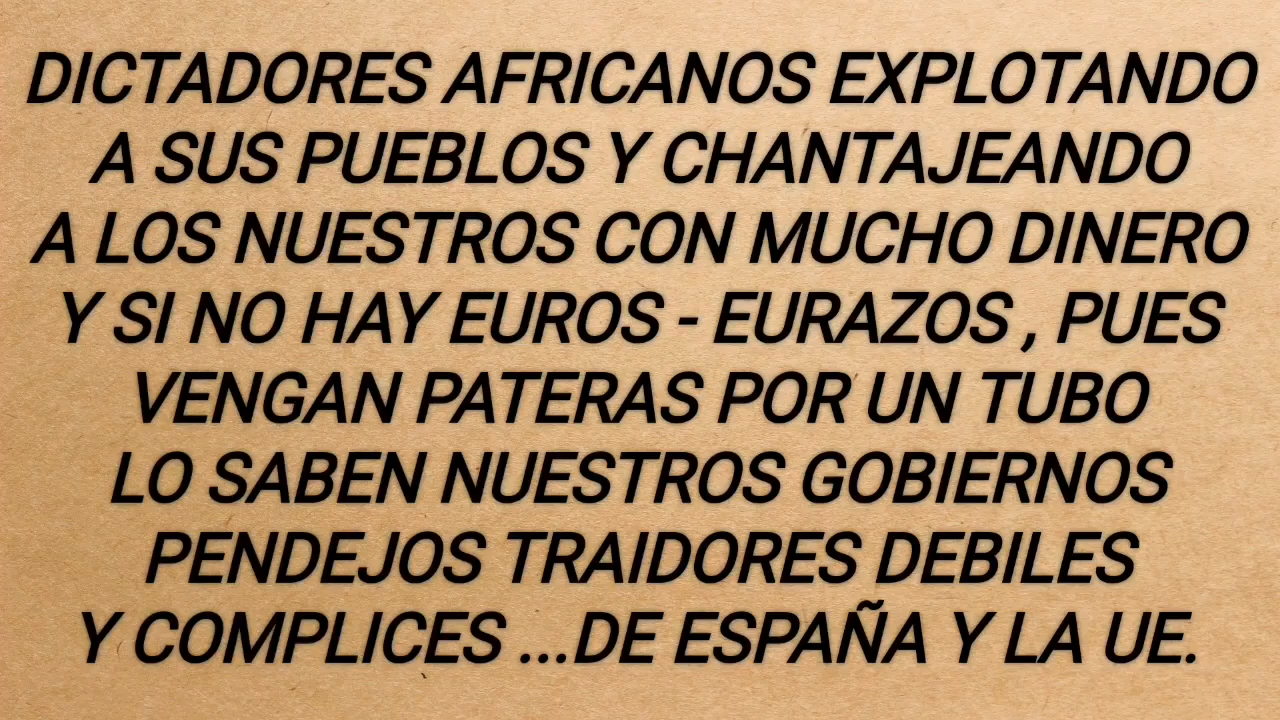 DICTADORES AFRICANOS EXPLOTANDO
A SUS PUEBLOS Y CHANTAJEANDO
A LOS NUESTROS CON MUCHO DINERO
Y SI NO HAY EUROS - EURAZOS , PUES
VENGAN PATERAS POR UN TUBO
LO SABEN NUESTROS GOBIERNOS
PENDEJOS TRAIDORES DEBILES
Y COMPLICES ...DE ESPAÑA Y LA UE.